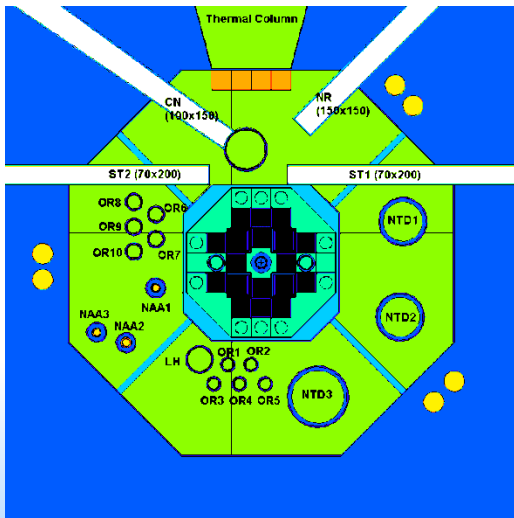 Thermal Column
CN
(100x150)
NR
(150x150)
ST2 (70x200)
ST1 (70x200)
OR8
OR6
OR9
OR7
OR10
NTD1
NAA1
NAA3
NAA2
NTD2
LH
OR1
OR2
OR3
OR4
OR5
NTD3